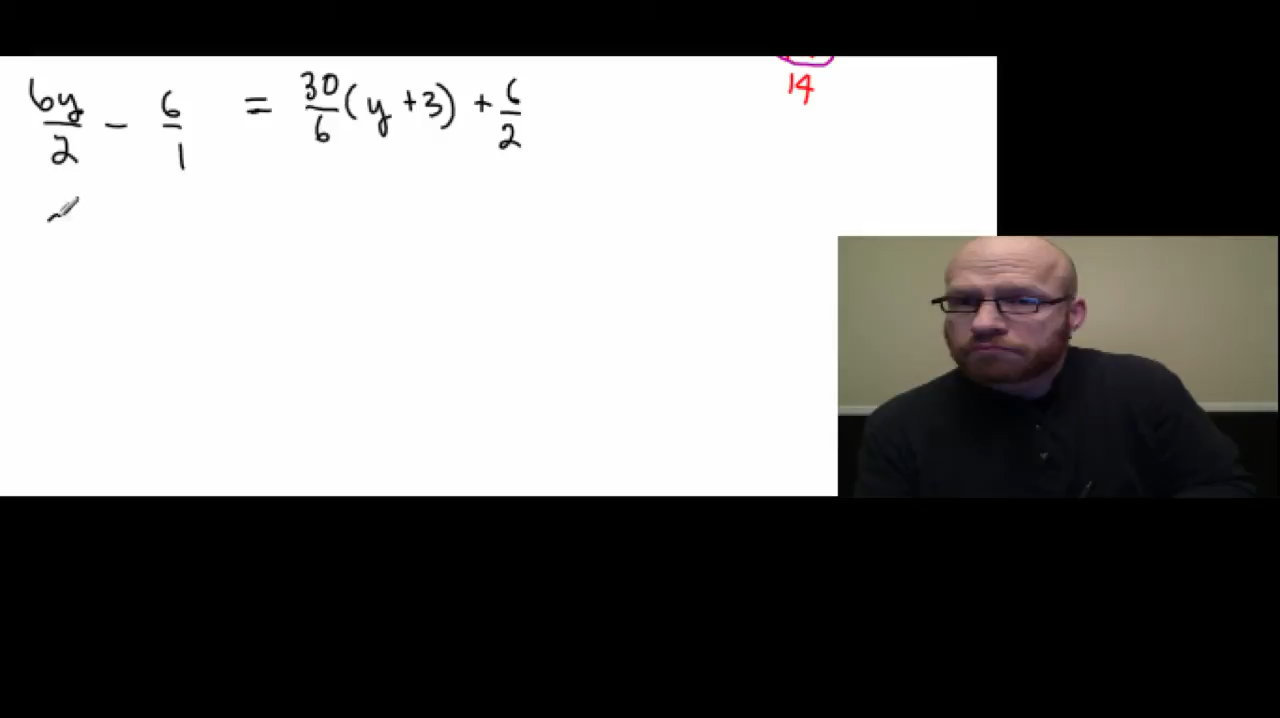 6y/2 - 6/1 = 30/6 (y+3) + 6/2
14